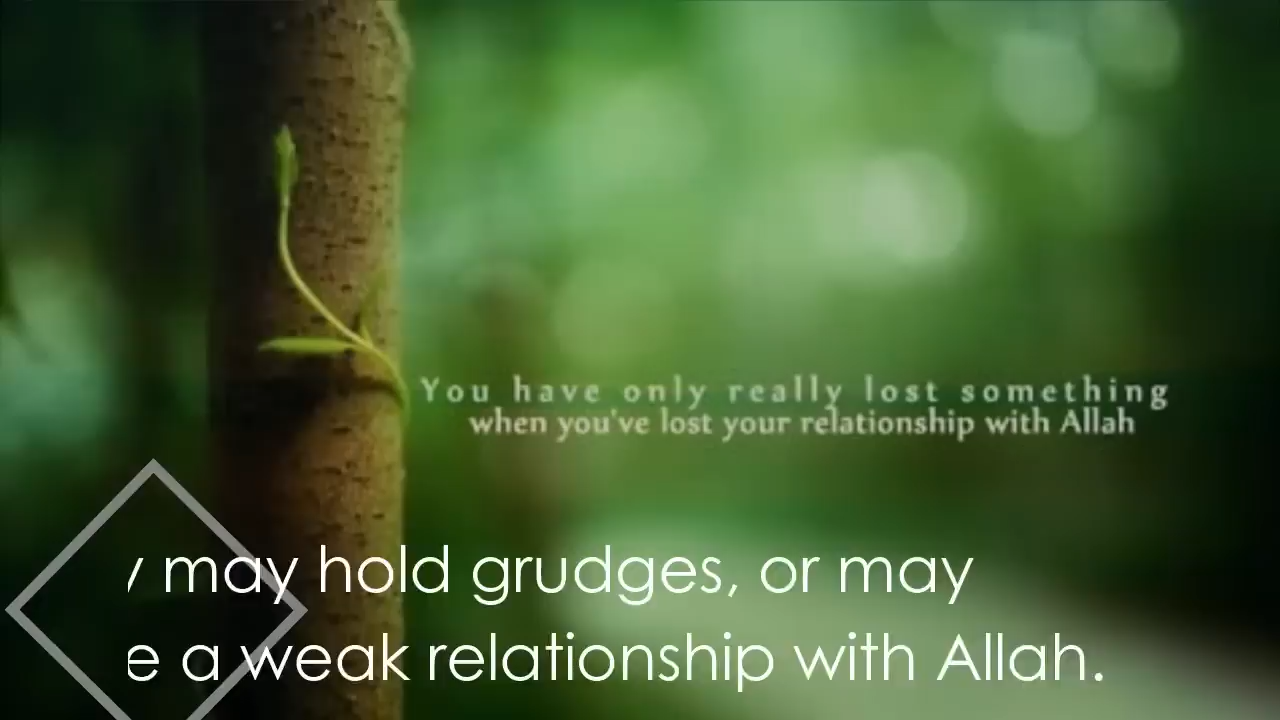 You have only really lost something
when you've lost your relationship with Allah
may hold grudges, or may
a weak relationship with Allah.